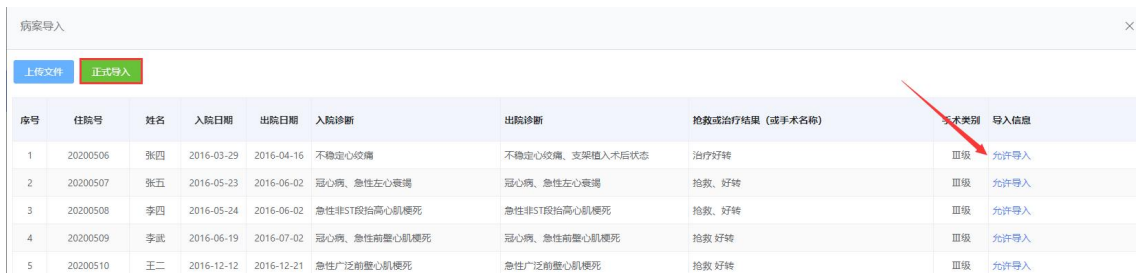 病案导入
上传文件 正式导入
序号 住院号 姓名 入院日期 出院日期 入院诊断 出院诊断 抢救或治疗结果（或手术名称） 手术类别 导入信息
1 20200506 张四 2016-03-29 2016-04-16 不稳定心绞痛 不稳定心绞痛、支架植入术后状态 治疗好转 Ⅲ级 允许导入
2 20200507 张五 2016-05-23 2016-06-02 冠心病、急性左心衰竭 冠心病、急性左心衰竭 抢救、好转 Ⅲ级 允许导入
3 20200508 李四 2016-05-24 2016-06-02 急性非ST段抬高心肌梗死 急性非ST段抬高心肌梗死 抢救、好转 Ⅲ级 允许导入
4 20200509 李武 2016-06-19 2016-07-02 冠心病、急性前壁心肌梗死 冠心病、急性前壁心肌梗死 抢救 好转 Ⅲ级 允许导入
5 20200510 王二 2016-12-12 2016-12-21 急性广泛前壁心肌梗死 急性广泛前壁心肌梗死 抢救 好转 Ⅲ级 允许导入